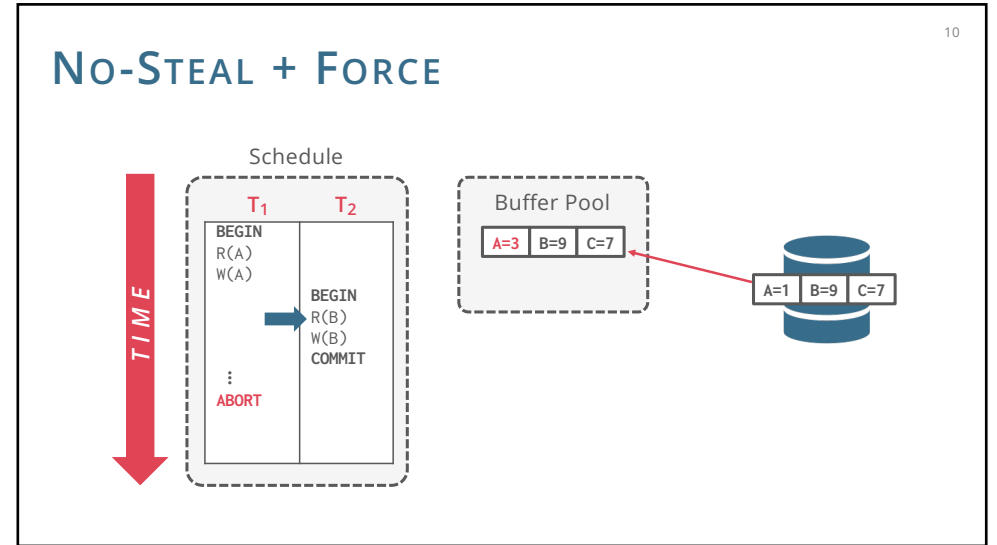 10
NO-STEAL + FORCE
Schedule
TIME
T1 T2
BEGIN
R(A)
W(A)
BEGIN
R(B)
W(B)
COMMIT
⋮
ABORT
Buffer Pool
A=3 B=9 C=7
A=1 B=9 C=7